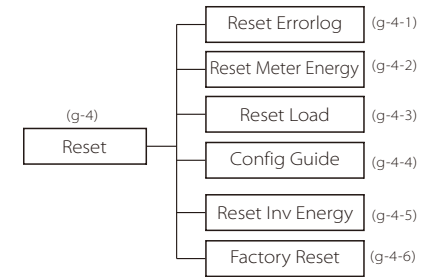 Reset Errorlog (g-4-1)
Reset Meter Energy (g-4-2)
(g-4)
Reset Load (g-4-3)
Reset
Config Guide (g-4-4)
Reset Inv Energy (g-4-5)
Factory Reset (g-4-6)